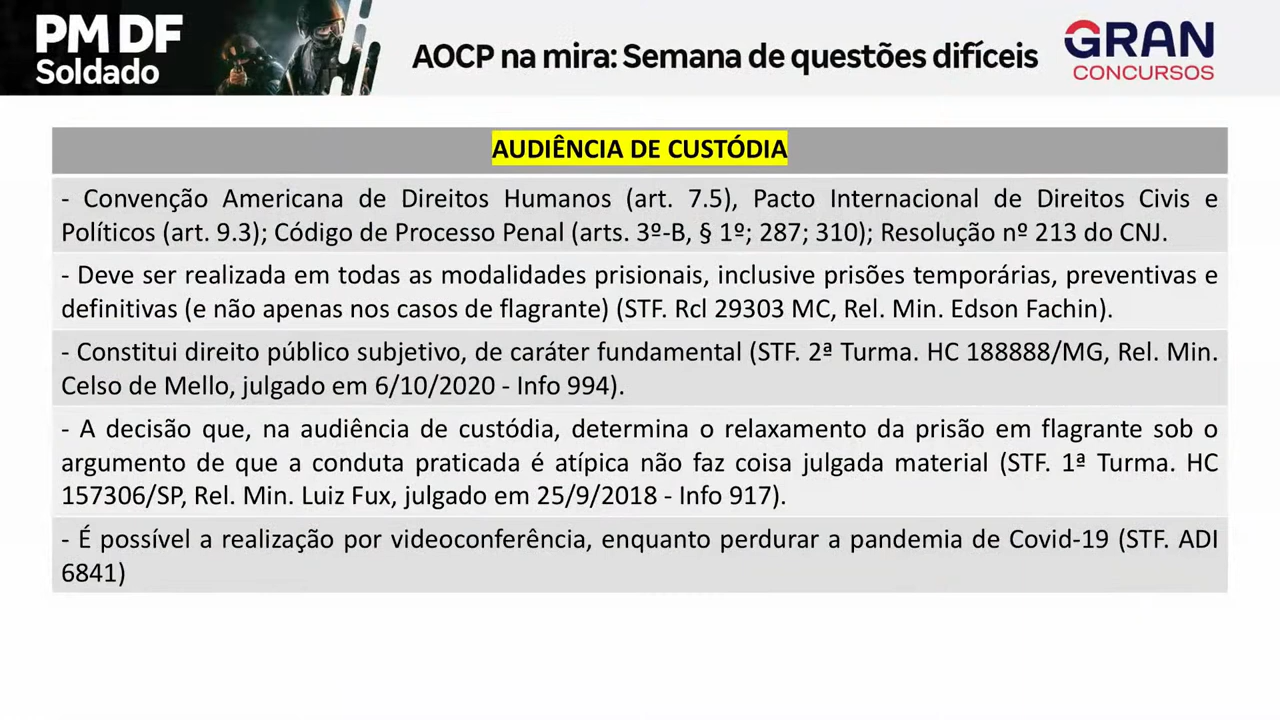 PM DF
Soldado
AOCP na mira: Semana de questões difíceis
GRAN
CONCURSOS
AUDIÊNCIA DE CUSTÓDIA
- Convenção Americana de Direitos Humanos (art. 7.5), Pacto Internacional de Direitos Civis e
Políticos (art. 9.3); Código de Processo Penal (arts. 3º-B, § 1º; 287; 310); Resolução nº 213 do CNJ.
- Deve ser realizada em todas as modalidades prisionais, inclusive prisões temporárias, preventivas e
definitivas (e não apenas nos casos de flagrante) (STF. Rcl 29303 MC, Rel. Min. Edson Fachin).
- Constitui direito público subjetivo, de caráter fundamental (STF. 2ª Turma. HC 188888/MG, Rel. Min.
Celso de Mello, julgado em 6/10/2020 - Info 994).
- A decisão que, na audiência de custódia, determina o relaxamento da prisão em flagrante sob o
argumento de que a conduta praticada é atípica não faz coisa julgada material (STF. 1ª Turma. HC
157306/SP, Rel. Min. Luiz Fux, julgado em 25/9/2018 - Info 917).
- É possível a realização por videoconferência, enquanto perdurar a pandemia de Covid-19 (STF. ADI
6841)